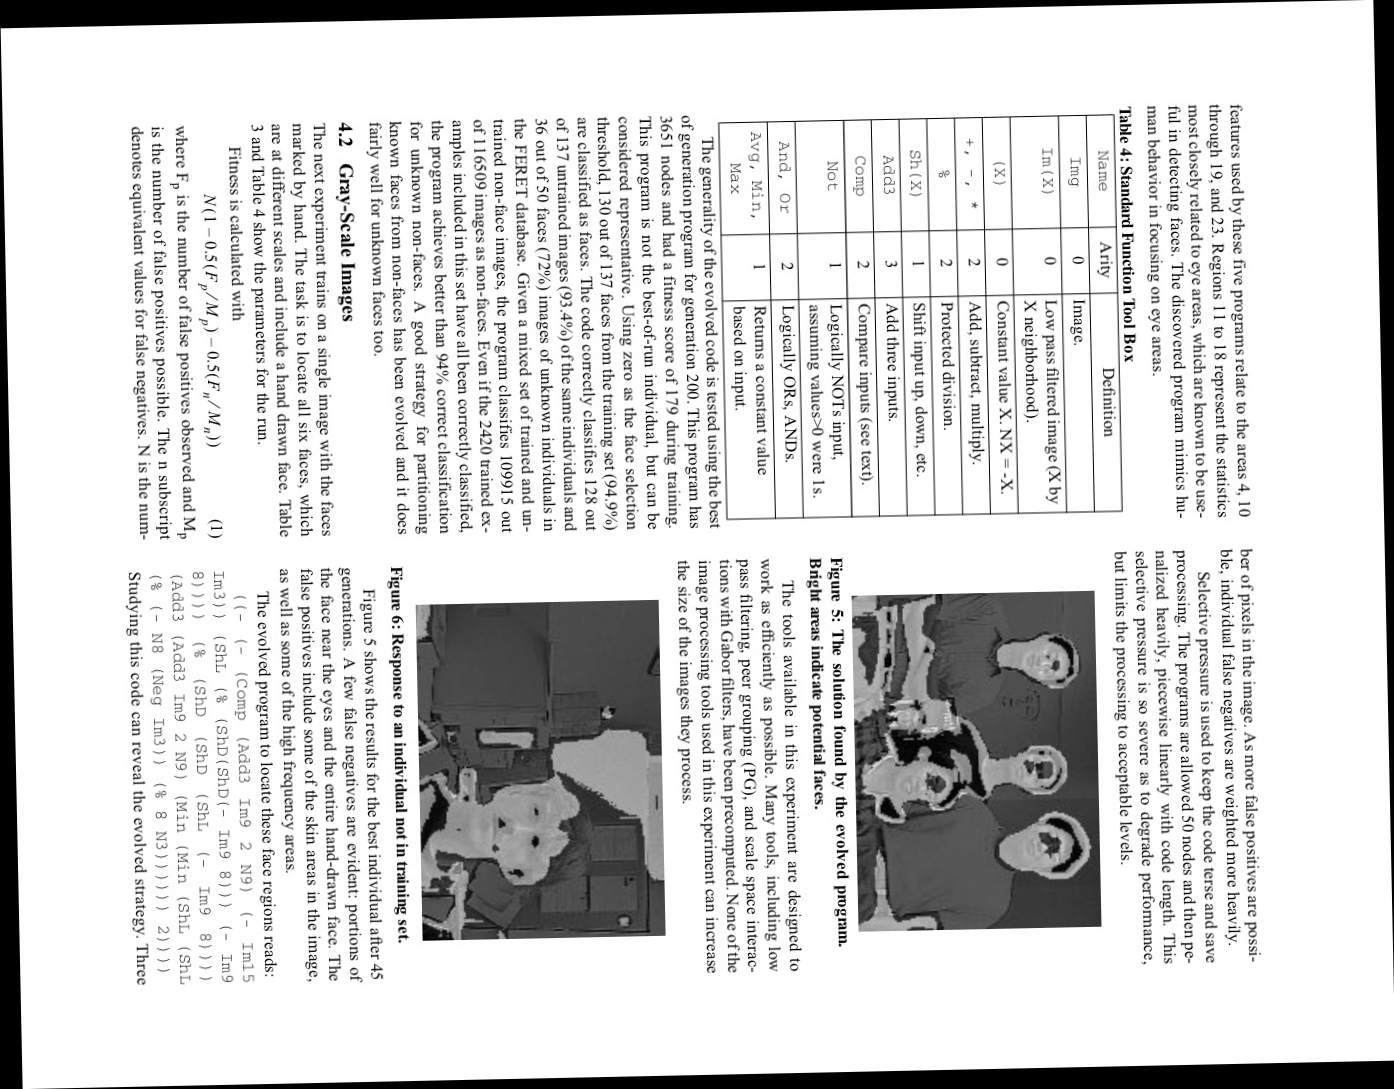 features used by these five programs relate to the areas 4, 10
through 19, and 23. Regions 11 to 18 represent the statistics
most closely related to eye areas, which are known to be use-
ful in detecting faces. The discovered program mimics hu-
man behavior in focusing on eye areas.
Table 4: Standard Function Tool Box
Name Arity Definition
Img 0 Image.
Im(X) 0 Low pass filtered image (X by
X neighborhood).
(X) 0 Constant value X. NX = -X.
+, -, * 2 Add, subtract, multiply.
% 2 Protected division.
Sh(X) 1 Shift input up, down, etc.
Add3 3 Add three inputs.
Comp 2 Compare inputs (see text).
Not 1 Logically NOTs input,
assuming values>0 were 1s.
And, Or 2 Logically ORs, ANDs.
Avg, Min, 1 Returns a constant value
Max based on input.
The generality of the evolved code is tested using the best
of generation program for generation 200. This program has
3651 nodes and had a fitness score of 179 during training.
This program is not the best-of-run individual, but can be
considered representative. Using zero as the face selection
threshold, 130 out of 137 faces from the training set (94.9%)
are classified as faces. The code correctly classifies 128 out
of 137 untrained images (93.4%) of the same individuals and
36 out of 50 faces (72%) images of unknown individuals in
the FERET database. Given a mixed set of trained and un-
trained non-face images, the program classifies 109915 out
of 116509 images as non-faces. Even if the 2420 trained ex-
amples included in this set have all been correctly classified,
the program achieves better than 94% correct classification
for unknown non-faces. A good strategy for partitioning
known faces from non-faces has been evolved and it does
fairly well for unknown faces too.
4.2 Gray-Scale Images
The next experiment trains on a single image with the faces
marked by hand. The task is to locate all six faces, which
are at different scales and include a hand drawn face. Table
3 and Table 4 show the parameters for the run.
Fitness is calculated with
N(1 – 0.5(Fp/Mp) – 0.5(Fn/Mn)) (1)
where Fp is the number of false positives observed and Mp
is the number of false positives possible. The n subscript
denotes equivalent values for false negatives. N is the num-
ber of pixels in the image. As more false positives are possi-
ble, individual false negatives are weighted more heavily.
Selective pressure is used to keep the code terse and save
processing. The programs are allowed 50 nodes and then pe-
nalized heavily, piecewise linearly with code length. This
selective pressure is so severe as to degrade performance,
but limits the processing to acceptable levels.
Figure 5: The solution found by the evolved program.
Bright areas indicate potential faces.
The tools available in this experiment are designed to
work as efficiently as possible. Many tools, including low
pass filtering, peer grouping (PG), and scale space interac-
tions with Gabor filters, have been precomputed. None of the
image processing tools used in this experiment can increase
the size of the images they process.
Figure 6: Response to an individual not in training set.
Figure 5 shows the results for the best individual after 45
generations. A few false negatives are evident: portions of
the face near the eyes and the entire hand-drawn face. The
false positives include some of the skin areas in the image,
as well as some of the high frequency areas.
The evolved program to locate these face regions reads:
((- (- (Comp (Add3 Im9 2 N9) (- Im15
Im3)) (ShL (% (ShD(ShD(- Im9 8))) (- Im9
8)))) (% (ShD (ShD (ShL (- Im9 8))))
(Add3 (Add3 Im9 2 N9) (Min (Min (ShL (ShL
(% (- N8 (Neg Im3)) (% 8 N3)))))) 2))))
Studying this code can reveal the evolved strategy. Three